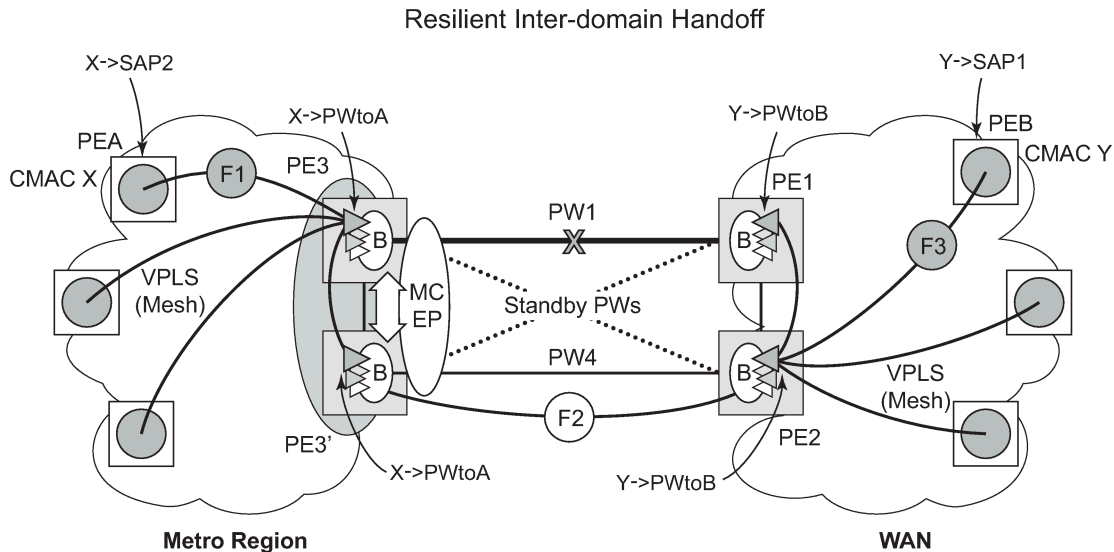 Resilient Inter-domain Handoff
X->SAP2
Y->SAP1
X->PWtoA
Y->PWtoB
PEA
PEB
CMAC X
F1
PE3
PE1
CMAC Y
PW1
X
B
B
F3
VPLS
(Mesh)
MC
EP
Standby PWs
PW4
B
B
VPLS
(Mesh)
F2
PE3’
PE2
X->PWtoA
Y->PWtoB
Metro Region
WAN